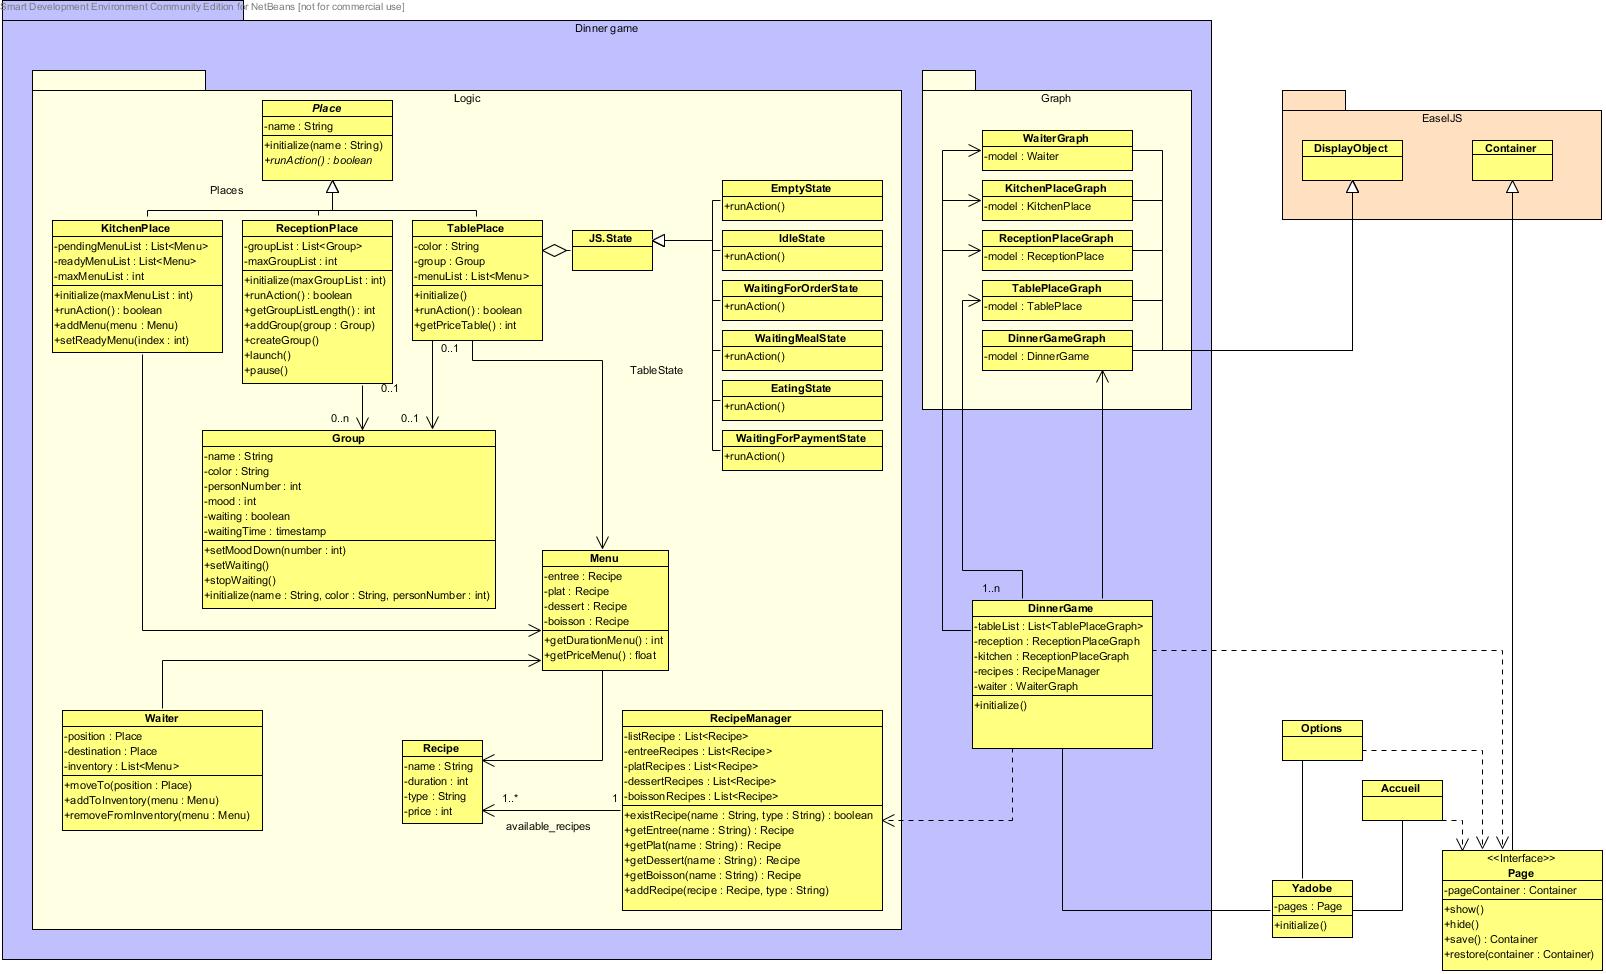 Smart Development Environment Community Edition for NetBeans [not for commercial use]
Dinner game
Logic
Place
-name : String
+initialize(name : String)
+runAction() : boolean
Places
KitchenPlace
-pendingMenuList : List<Menu>
-readyMenuList : List<Menu>
-maxMenuList : int
+initialize(maxMenuList : int)
+runAction() : boolean
+addMenu(menu : Menu)
+setReadyMenu(index : int)
ReceptionPlace
-groupList : List<Group>
-maxGroupList : int
+initialize(maxGroupList : int)
+runAction() : boolean
+getGroupListLength() : int
+addGroup(group : Group)
+createGroup()
+launch()
+pause()
TablePlace
-color : String
-group : Group
-menuList : List<Menu>
+initialize()
+runAction() : boolean
+getPriceTable() : int
JS.State
EmptyState
+runAction()
IdleState
+runAction()
WaitingForOrderState
+runAction()
WaitingMealState
+runAction()
EatingState
+runAction()
WaitingForPaymentState
+runAction()
TableState
0..1
0..1
0..n
0..1
Group
-name : String
-color : String
-personNumber : int
-mood : int
-waiting : boolean
-waitingTime : timestamp
+setMoodDown(number : int)
+setWaiting()
+stopWaiting()
+initialize(name : String, color : String, personNumber : int)
Menu
-entree : Recipe
-plat : Recipe
-dessert : Recipe
-boisson : Recipe
+getDurationMenu() : int
+getPriceMenu() : float
Waiter
-position : Place
-destination : Place
-inventory : List<Menu>
+moveTo(position : Place)
+addToInventory(menu : Menu)
+removeFromInventory(menu : Menu)
Recipe
-name : String
-duration : int
-type : String
-price : int
1..*
1
available_recipes
RecipeManager
-listRecipe : List<Recipe>
-entreeRecipes : List<Recipe>
-platRecipes : List<Recipe>
-dessertRecipes : List<Recipe>
-boissonRecipes : List<Recipe>
+existRecipe(name : String, type : String) : boolean
+getEntree(name : String) : Recipe
+getPlat(name : String) : Recipe
+getDessert(name : String) : Recipe
+getBoisson(name : String) : Recipe
+addRecipe(recipe : Recipe, type : String)
Graph
WaiterGraph
-model : Waiter
KitchenPlaceGraph
-model : KitchenPlace
ReceptionPlaceGraph
-model : ReceptionPlace
TablePlaceGraph
-model : TablePlace
DinnerGameGraph
-model : DinnerGame
1..n
DinnerGame
-tableList : List<TablePlaceGraph>
-reception : ReceptionPlaceGraph
-kitchen : ReceptionPlaceGraph
-recipes : RecipeManager
-waiter : WaiterGraph
+initialize()
EaselJS
DisplayObject
Container
Options
Accueil
Yadobe
-pages : Page
+initialize()
<<Interface>>
Page
-pageContainer : Container
+show()
+hide()
+save() : Container
+restore(container : Container)